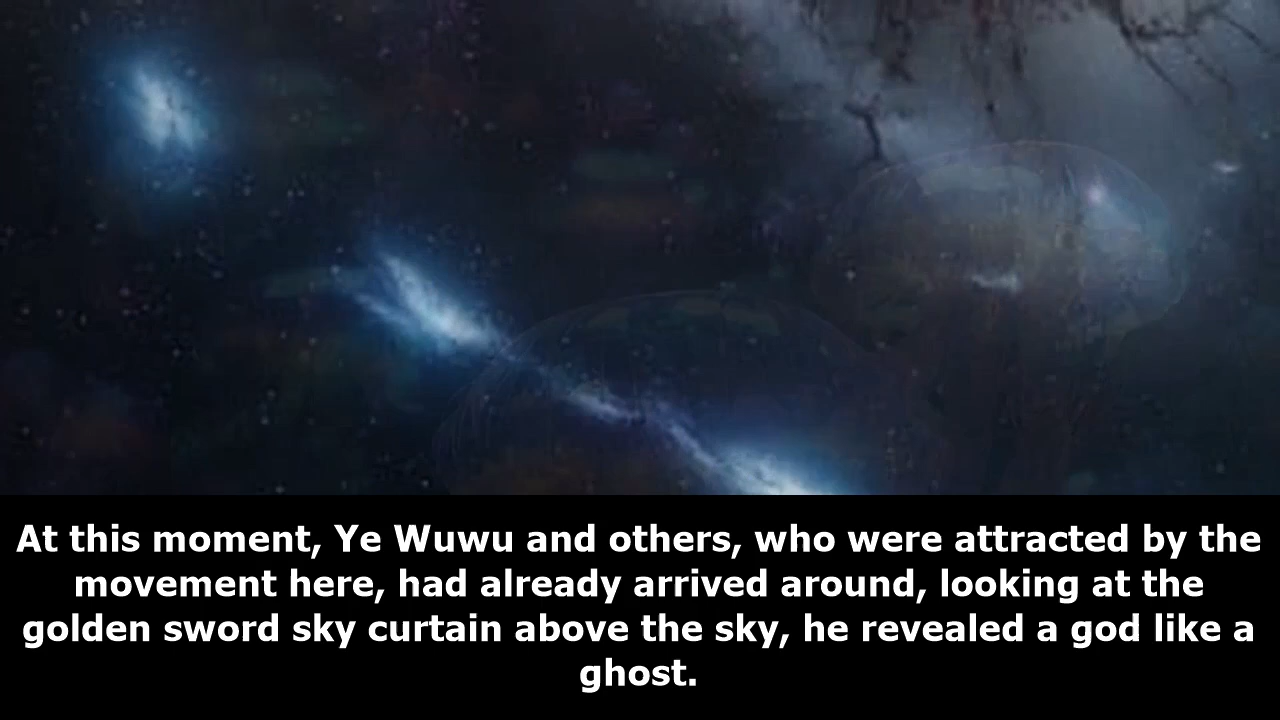 At this moment, Ye Wuwu and others, who were attracted by the
movement here, had already arrived around, looking at the
golden sword sky curtain above the sky, he revealed a god like a
ghost.